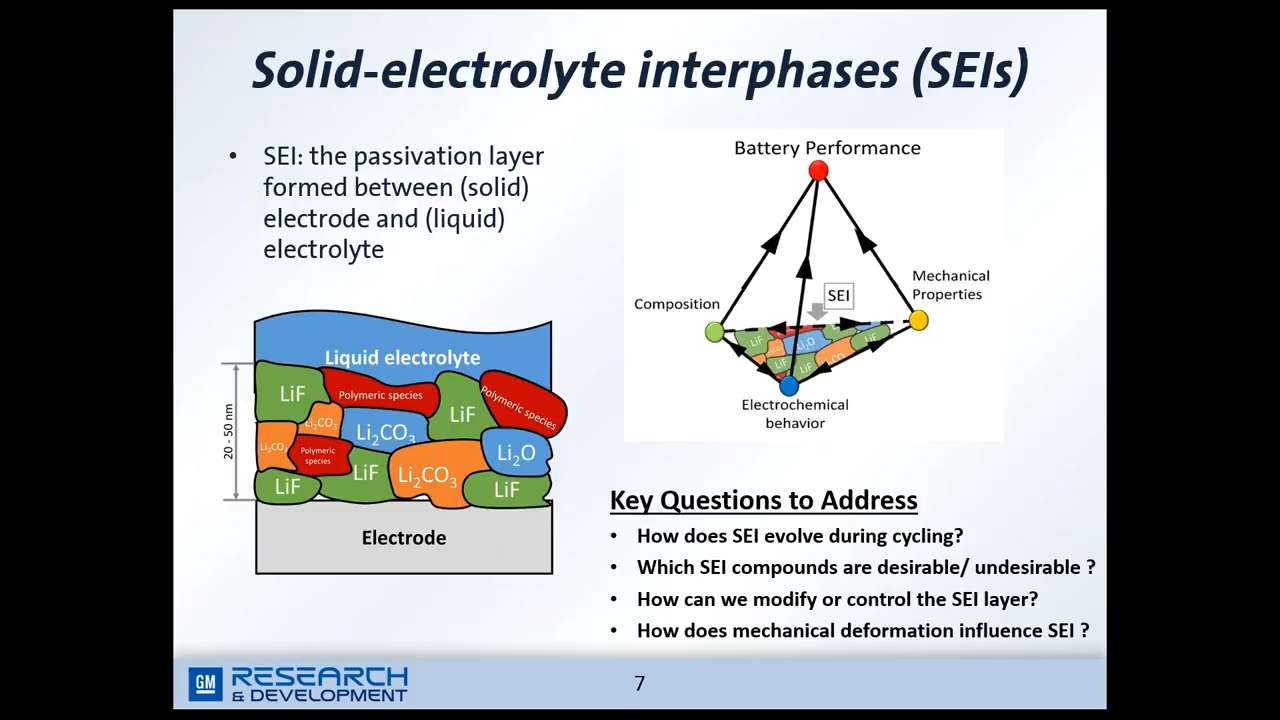 Solid-electrolyte interphases (SEIs)
• SEI: the passivation layer
formed between (solid)
electrode and (liquid)
electrolyte
Liquid electrolyte
LiF
Polymeric species
LiF
Polymeric species
Li₂CO₃
Li₂CO₃
Li₂CO₃
Polymeric
species
LiF
Li₂CO₃
Li₂O
LiF
LiF
20 - 50 nm
Electrode
Battery Performance
Mechanical
Properties
SEI
Composition
LiF
Li₂O
LiF
LiF
LiF
Electrochemical
behavior
Key Questions to Address
• How does SEI evolve during cycling?
• Which SEI compounds are desirable/ undesirable ?
• How can we modify or control the SEI layer?
• How does mechanical deformation influence SEI ?
GM
RESEARCH
& DEVELOPMENT
7